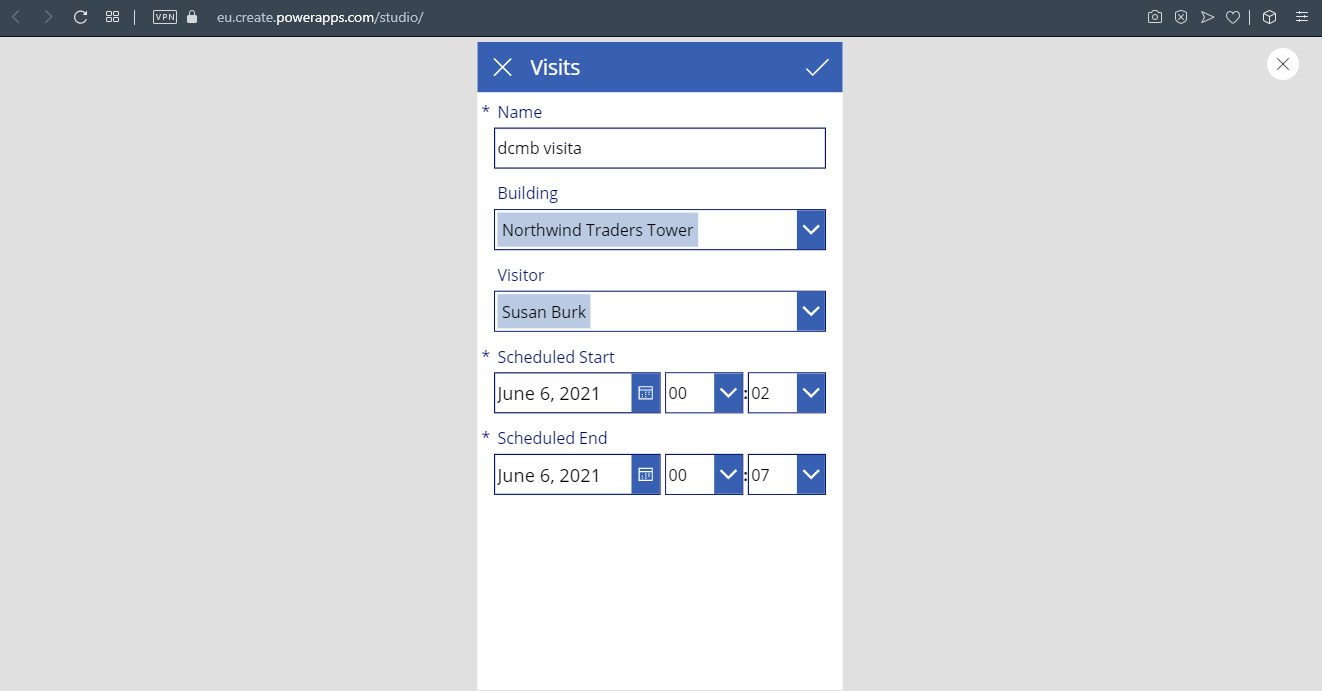 VPN eu.create.powerapps.com/studio/
Visits
* Name
dcmb visita
Building
Northwind Traders Tower
Visitor
Susan Burk
* Scheduled Start
June 6, 2021 00 : 02
* Scheduled End
June 6, 2021 00 : 07